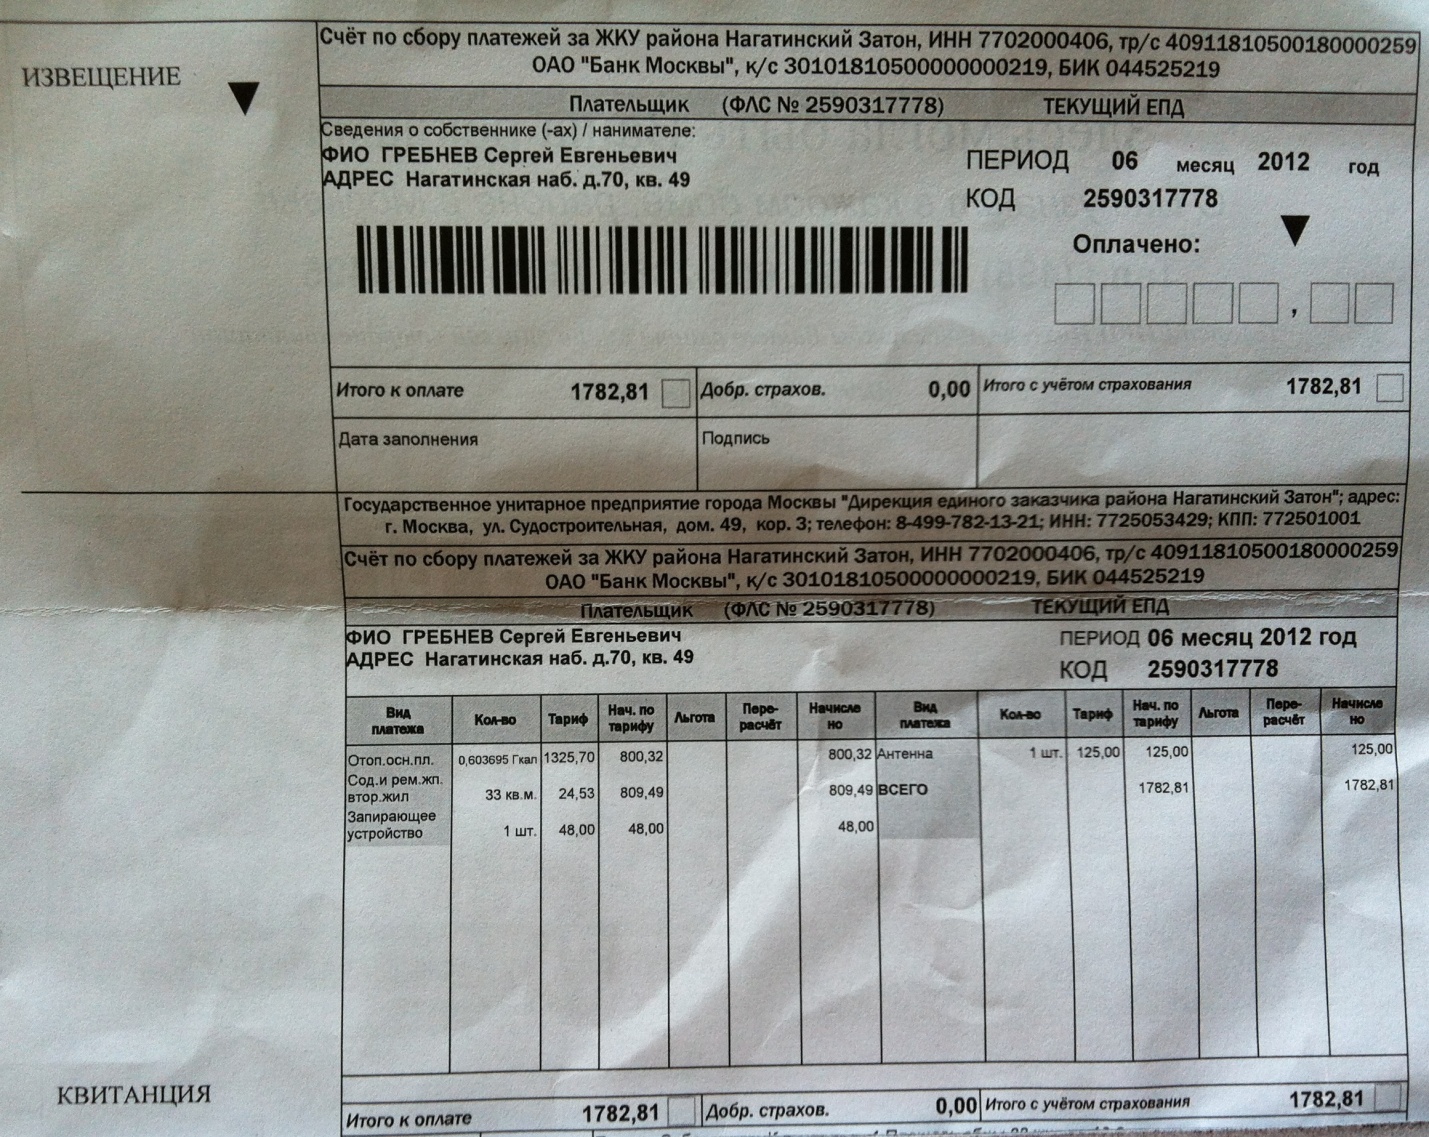 ИЗВЕЩЕНИЕ
Счёт по сбору платежей за ЖКУ района Нагатинский Затон, ИНН 7702000406, тр/с 40911810500180000259
ОАО "Банк Москвы", к/с 30101810500000000219, БИК 044525219
Плательщик (ФЛС № 2590317778) ТЕКУЩИЙ ЕПД
Сведения о собственнике (-ах) / нанимателе:
ФИО ГРЕБНЕВ Сергей Евгеньевич
АДРЕС Нагатинская наб. д.70, кв. 49
ПЕРИОД 06 месяц 2012 год
КОД 2590317778
Оплачено:
,
Итого к оплате 1782,81 Добр. страхов. 0,00 Итого с учётом страхования 1782,81
Дата заполнения Подпись
Государственное унитарное предприятие города Москвы "Дирекция единого заказчика района Нагатинский Затон"; адрес:
г. Москва, ул. Судостроительная, дом. 49, кор. 3; телефон: 8-499-782-13-21; ИНН: 7725053429; КПП: 772501001
Счёт по сбору платежей за ЖКУ района Нагатинский Затон, ИНН 7702000406, тр/с 40911810500180000259
ОАО "Банк Москвы", к/с 30101810500000000219, БИК 044525219
Плательщик (ФЛС № 2590317778) ТЕКУЩИЙ ЕПД
ФИО ГРЕБНЕВ Сергей Евгеньевич
АДРЕС Нагатинская наб. д.70, кв. 49
ПЕРИОД 06 месяц 2012 год
КОД 2590317778
Вид платежа Кол-во Тариф Нач. по тарифу Льгота Пере-расчёт Начислено Вид платежа Кол-во Тариф Нач. по тарифу Льгота Пере-расчёт Начислено
Отоп.осн.пл. 0,603695 Гкал 1325,70 800,32 800,32 Антенна 1 шт. 125,00 125,00 125,00
Сод.и рем.жп.
втор.жил 33 кв.м. 24,53 809,49 809,49 ВСЕГО 1782,81 1782,81
Запирающее
устройство 1 шт. 48,00 48,00 48,00
КВИТАНЦИЯ
Итого к оплате 1782,81 Добр. страхов. 0,00 Итого с учётом страхования 1782,81